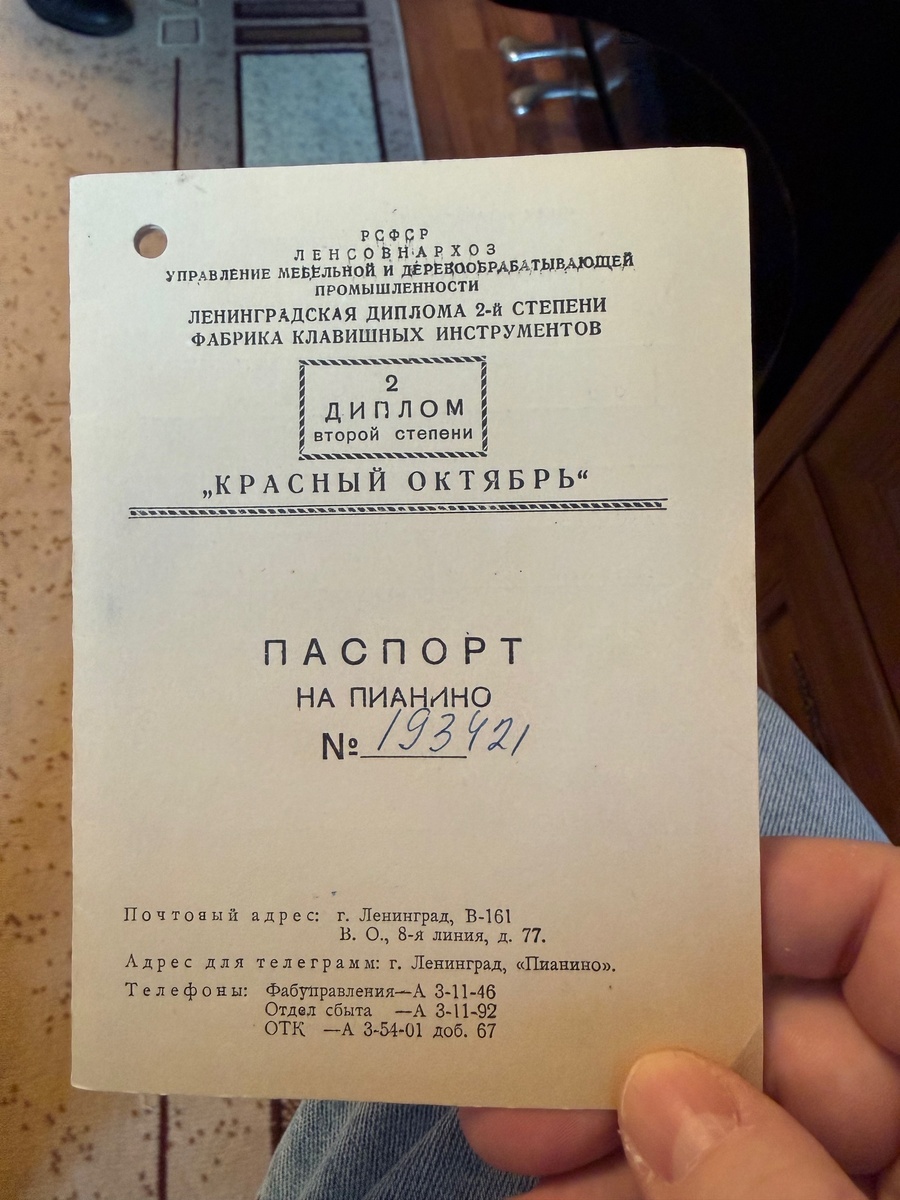 РСФСР
ЛЕНСОВНАРХОЗ
УПРАВЛЕНИЕ МЕБЕЛЬНОЙ И ДЕРЕВООБРАБАТЫВАЮЩЕЙ
ПРОМЫШЛЕННОСТИ
ЛЕНИНГРАДСКАЯ ДИПЛОМА 2-й СТЕПЕНИ
ФАБРИКА КЛАВИШНЫХ ИНСТРУМЕНТОВ
2
ДИПЛОМ
второй степени
„КРАСНЫЙ ОКТЯБРЬ“
ПАСПОРТ
НА ПИАНИНО
№ 193421
Почтовый адрес: г. Ленинград, В-161
В. О., 8-я линия, д. 77.
Адрес для телеграмм: г. Ленинград, «Пианино».
Телефоны: Фабуправления—А 3-11-46
Отдел сбыта —А 3-11-92
ОТК —А 3-54-01 доб. 67